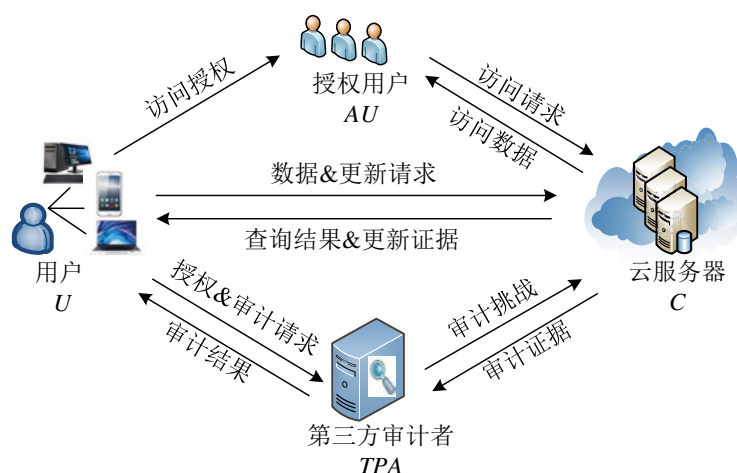 访问授权
授权用户
AU
访问请求
访问数据
数据&更新请求
查询结果&更新证据
用户
U
云服务器
C
授权&审计请求
审计结果
审计挑战
审计证据
第三方审计者
TPA